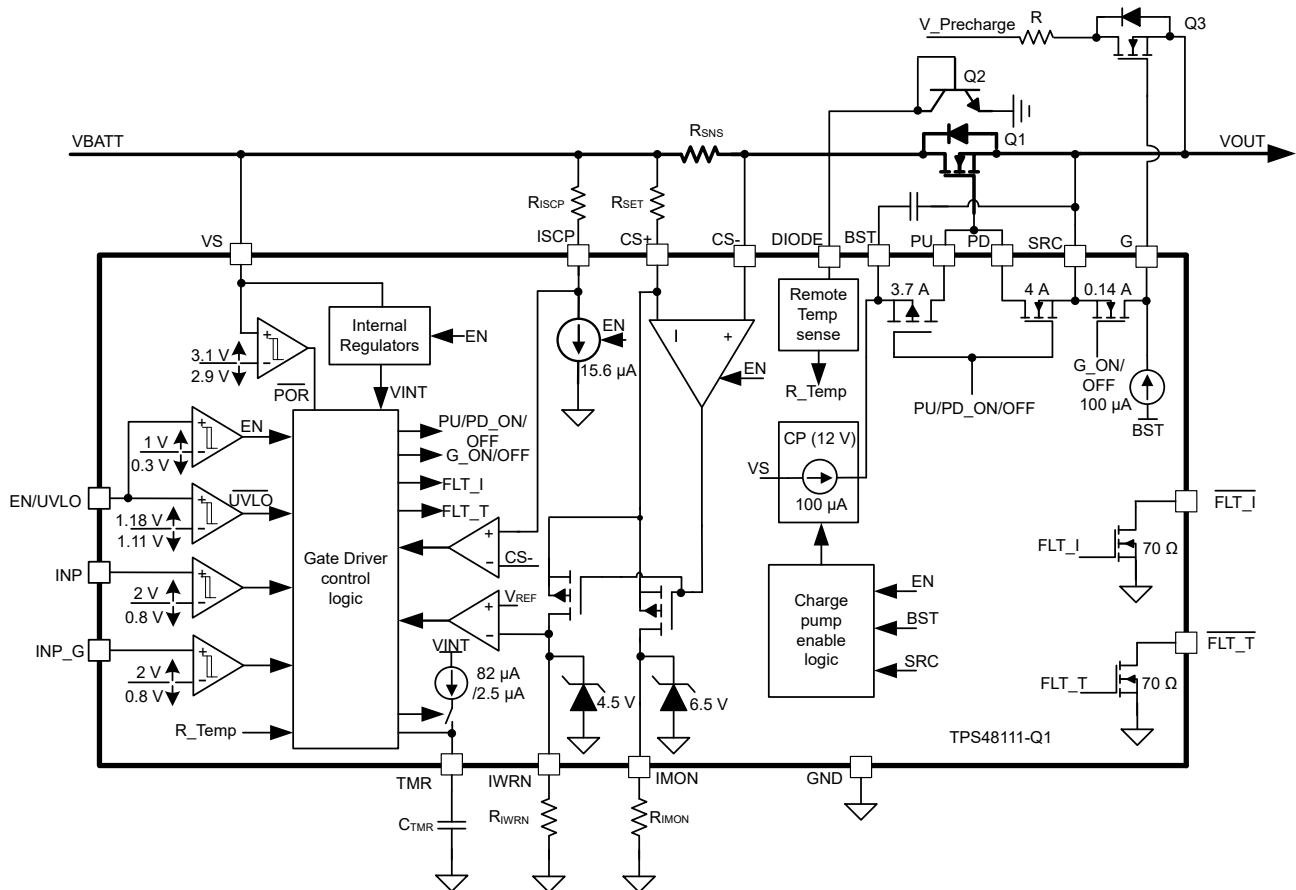 V_Precharge
R
Q3
Q2
VBATT
RSNS
Q1
VOUT
RISCP
RSET
VS
ISCP
CS+
CS-
DIODE
BST
PU
PD
SRC
G
3.1 V
2.9 V
Internal
Regulators
EN
POR
VINT
EN
15.6 µA
I
+
EN
Remote
Temp
sense
R_Temp
3.7 A
4 A
0.14 A
PU/PD_ON/OFF
G_ON/
OFF
100 µA
BST
EN
1 V
0.3 V
EN/UVLO
UVLO
1.18 V
1.11 V
INP
2 V
0.8 V
INP_G
2 V
0.8 V
R_Temp
Gate Driver
control
logic
PU/PD_ON/
OFF
G_ON/OFF
FLT_I
FLT_T
CS-
VREF
VINT
82 µA
/2.5 µA
4.5 V
6.5 V
CP (12 V)
VS
100 µA
Charge
pump
enable
logic
EN
BST
SRC
FLT_I
FLT_I
70 Ω
FLT_T
FLT_T
70 Ω
TPS48111-Q1
TMR
IWRN
IMON
GND
CTMR
RIWRN
RIMON